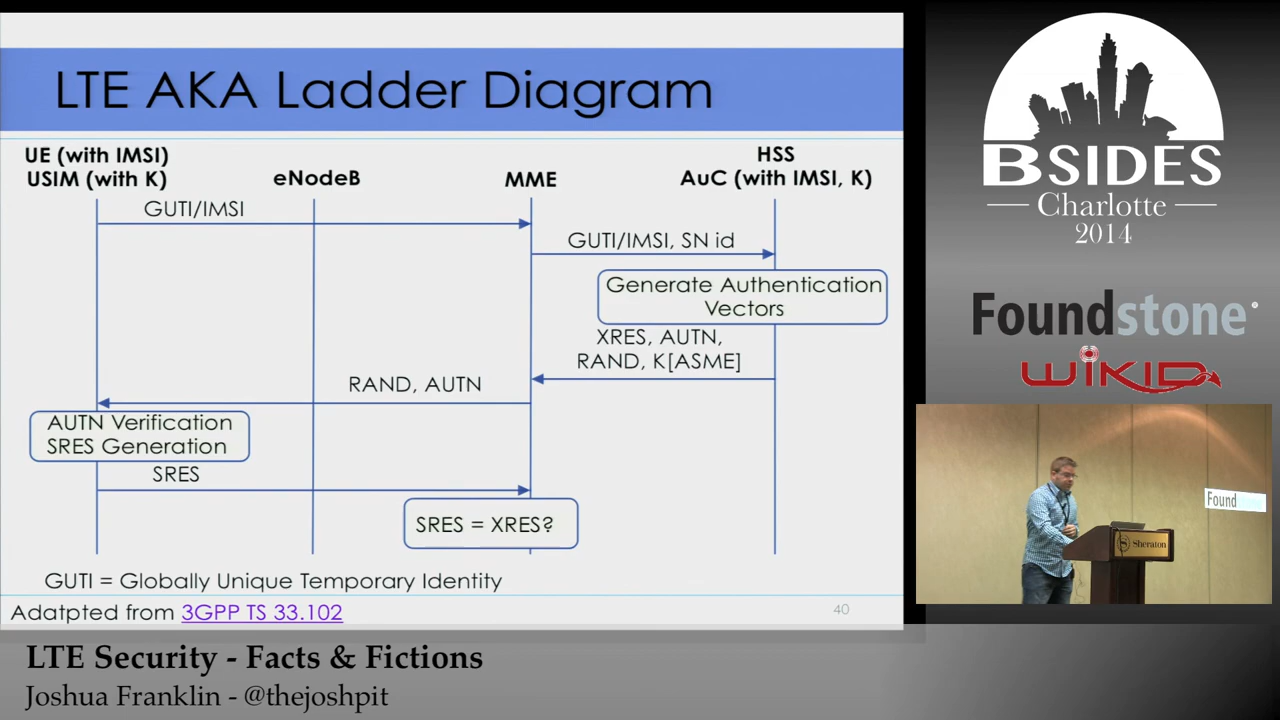 LTE AKA Ladder Diagram
UE (with IMSI)
USIM (with K)
eNodeB
MME
HSS
AuC (with IMSI, K)
GUTI/IMSI
GUTI/IMSI, SN id
Generate Authentication
Vectors
XRES, AUTN,
RAND, K[ASME]
RAND, AUTN
AUTN Verification
SRES Generation
SRES
SRES = XRES?
GUTI = Globally Unique Temporary Identity
Adatpted from 3GPP TS 33.102
40
BSIDES
Charlotte
2014
Foundstone
WiKID
Found
Sheraton
LTE Security - Facts & Fictions
Joshua Franklin - @thejoshpit